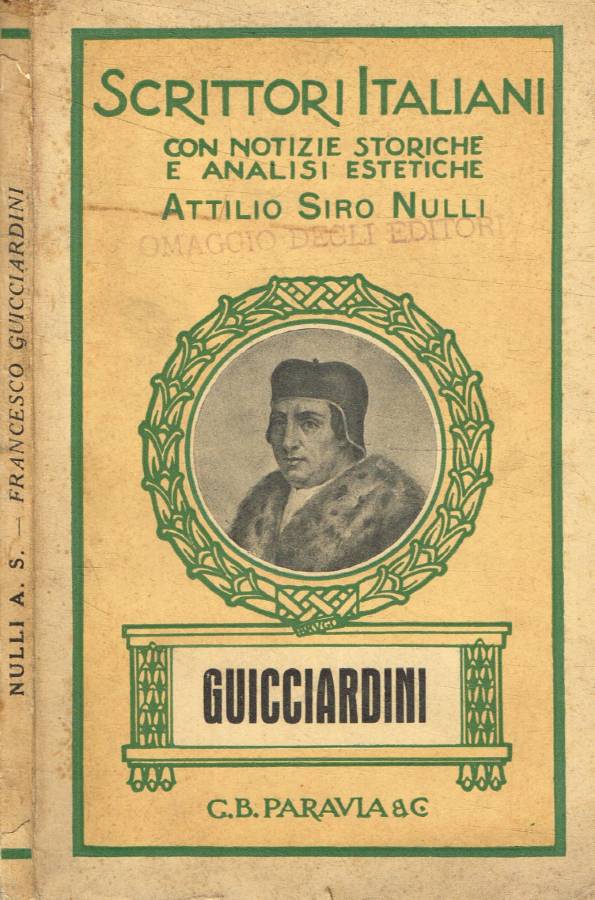 SCRITTORI ITALIANI
CON NOTIZIE STORICHE
E ANALISI ESTETICHE
ATTILIO SIRO NULLI
OMAGGIO DEGLI EDITORI
GUICCIARDINI
G.B. PARAVIA & C.
NULLI A. S. — FRANCESCO GUICCIARDINI